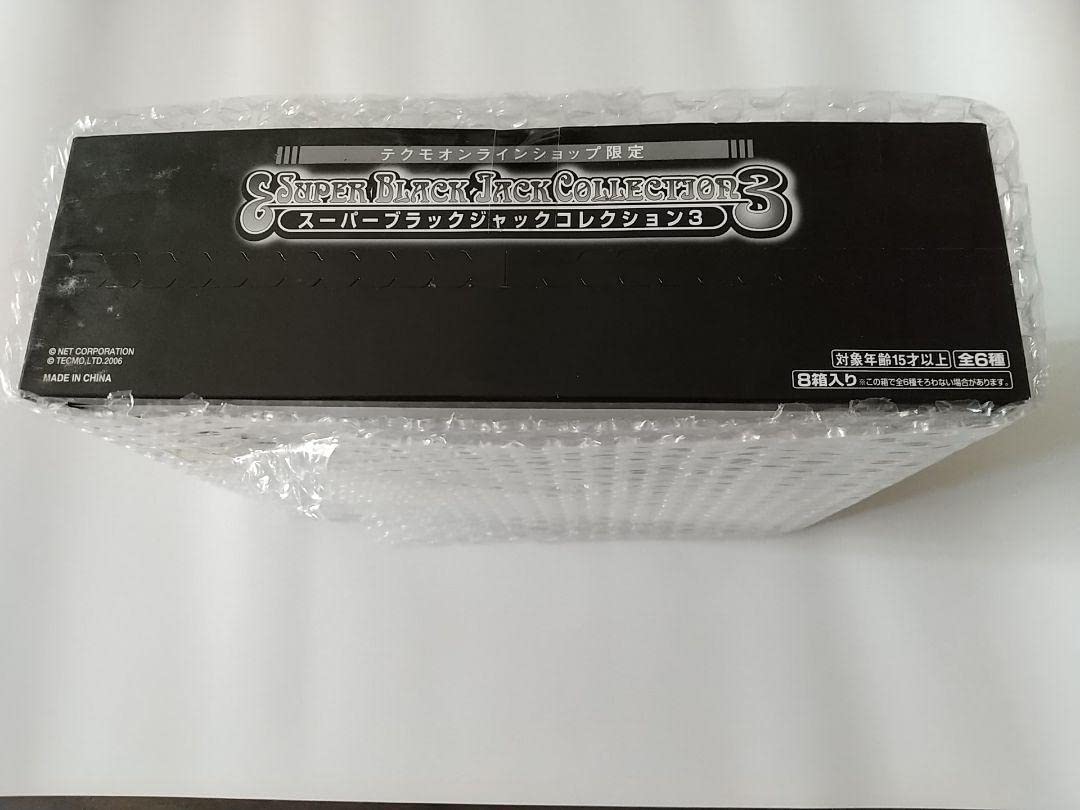 テクモオンラインショップ限定
SUPER BLACK JACK COLLECTION 3
スーパーブラックジャックコレクション3
© NET CORPORATION
© TECMO,LTD.2006
MADE IN CHINA
対象年齢15才以上 全6種
8箱入り ※この箱で全6種そろわない場合があります。